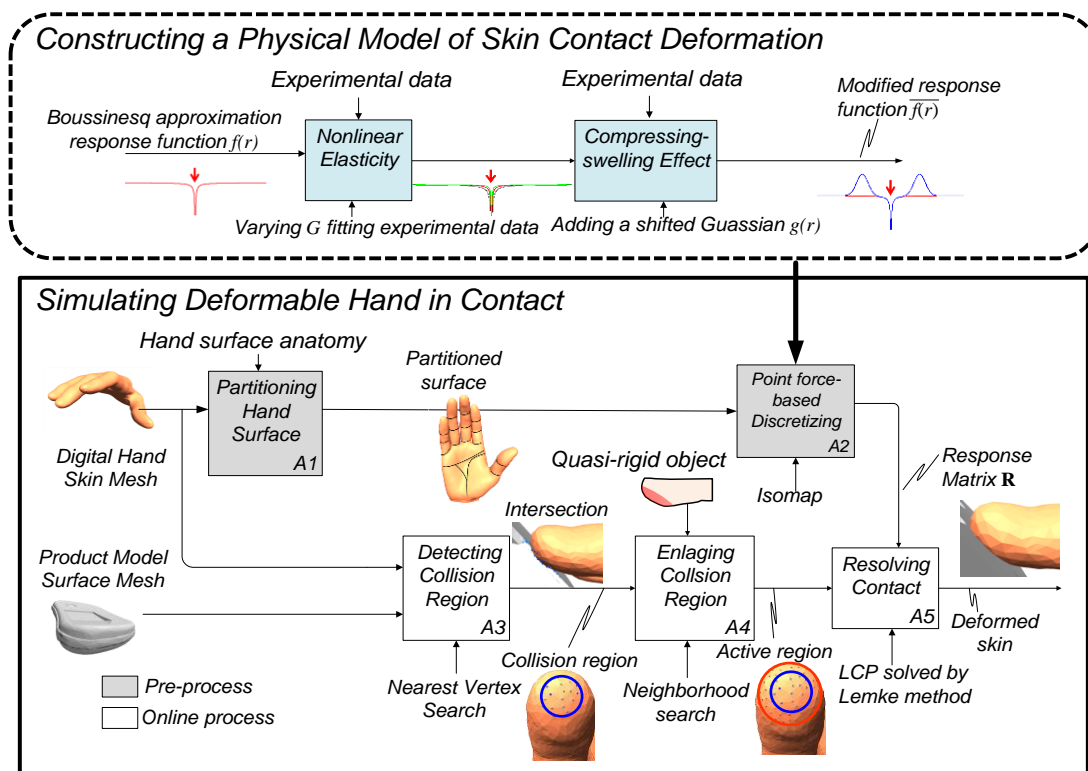 Constructing a Physical Model of Skin Contact Deformation
Experimental data
Experimental data
Modified response
function f(r)
Boussinesq approximation
response function f(r)
Nonlinear
Elasticity
Compressing-
swelling Effect
Varying G fitting experimental data
Adding a shifted Guassian g(r)
Simulating Deformable Hand in Contact
Hand surface anatomy
Partitioning
Hand
Surface
A1
Partitioned
surface
Point force-
based
Discretizing
A2
Digital Hand
Skin Mesh
Quasi-rigid object
Isomap
Response
Matrix R
Intersection
Product Model
Surface Mesh
Detecting
Collision
Region
A3
Enlaging
Collsion
Region
A4
Resolving
Contact
A5
Deformed
skin
Collision region
Active region
Nearest Vertex
Search
Neighborhood
search
LCP solved by
Lemke method
Pre-process
Online process